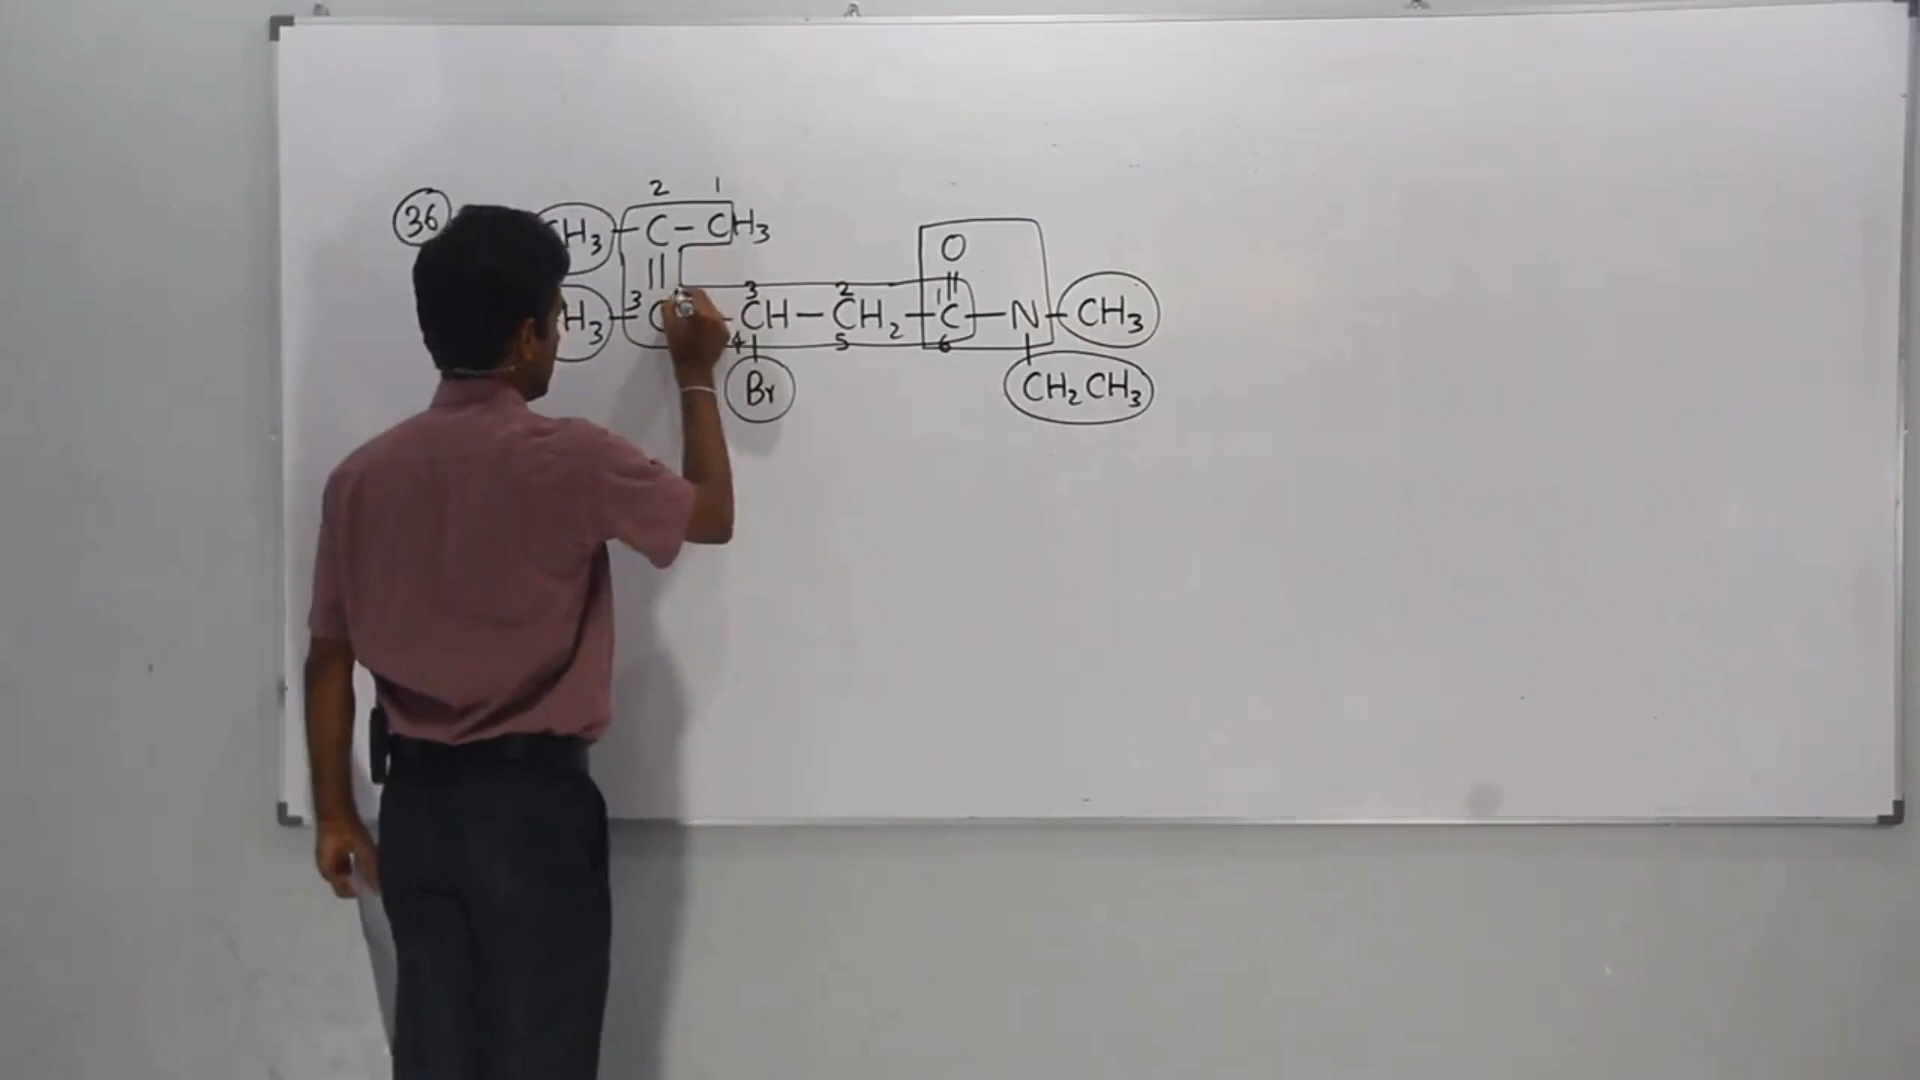 2 1
36 CH3 - C - CH3 O
3 3 2 1
H3 - C - CH - CH2 - C - N - CH3
4 5 6
Br CH2CH3